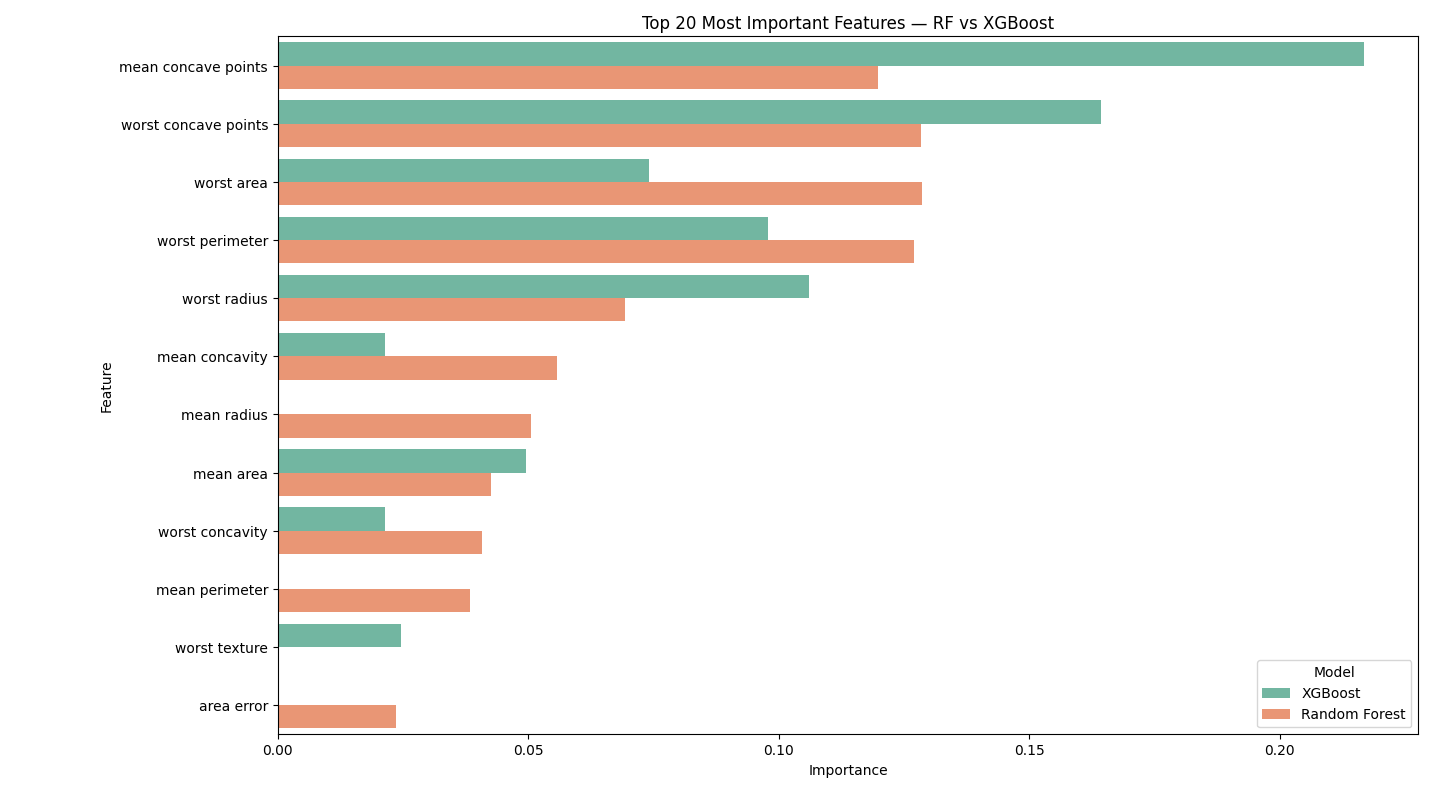 Top 20 Most Important Features — RF vs XGBoost
mean concave points
worst concave points
worst area
worst perimeter
worst radius
mean concavity
mean radius
mean area
worst concavity
mean perimeter
worst texture
area error
Feature
Model
XGBoost
Random Forest
0.00 0.05 0.10 0.15 0.20
Importance